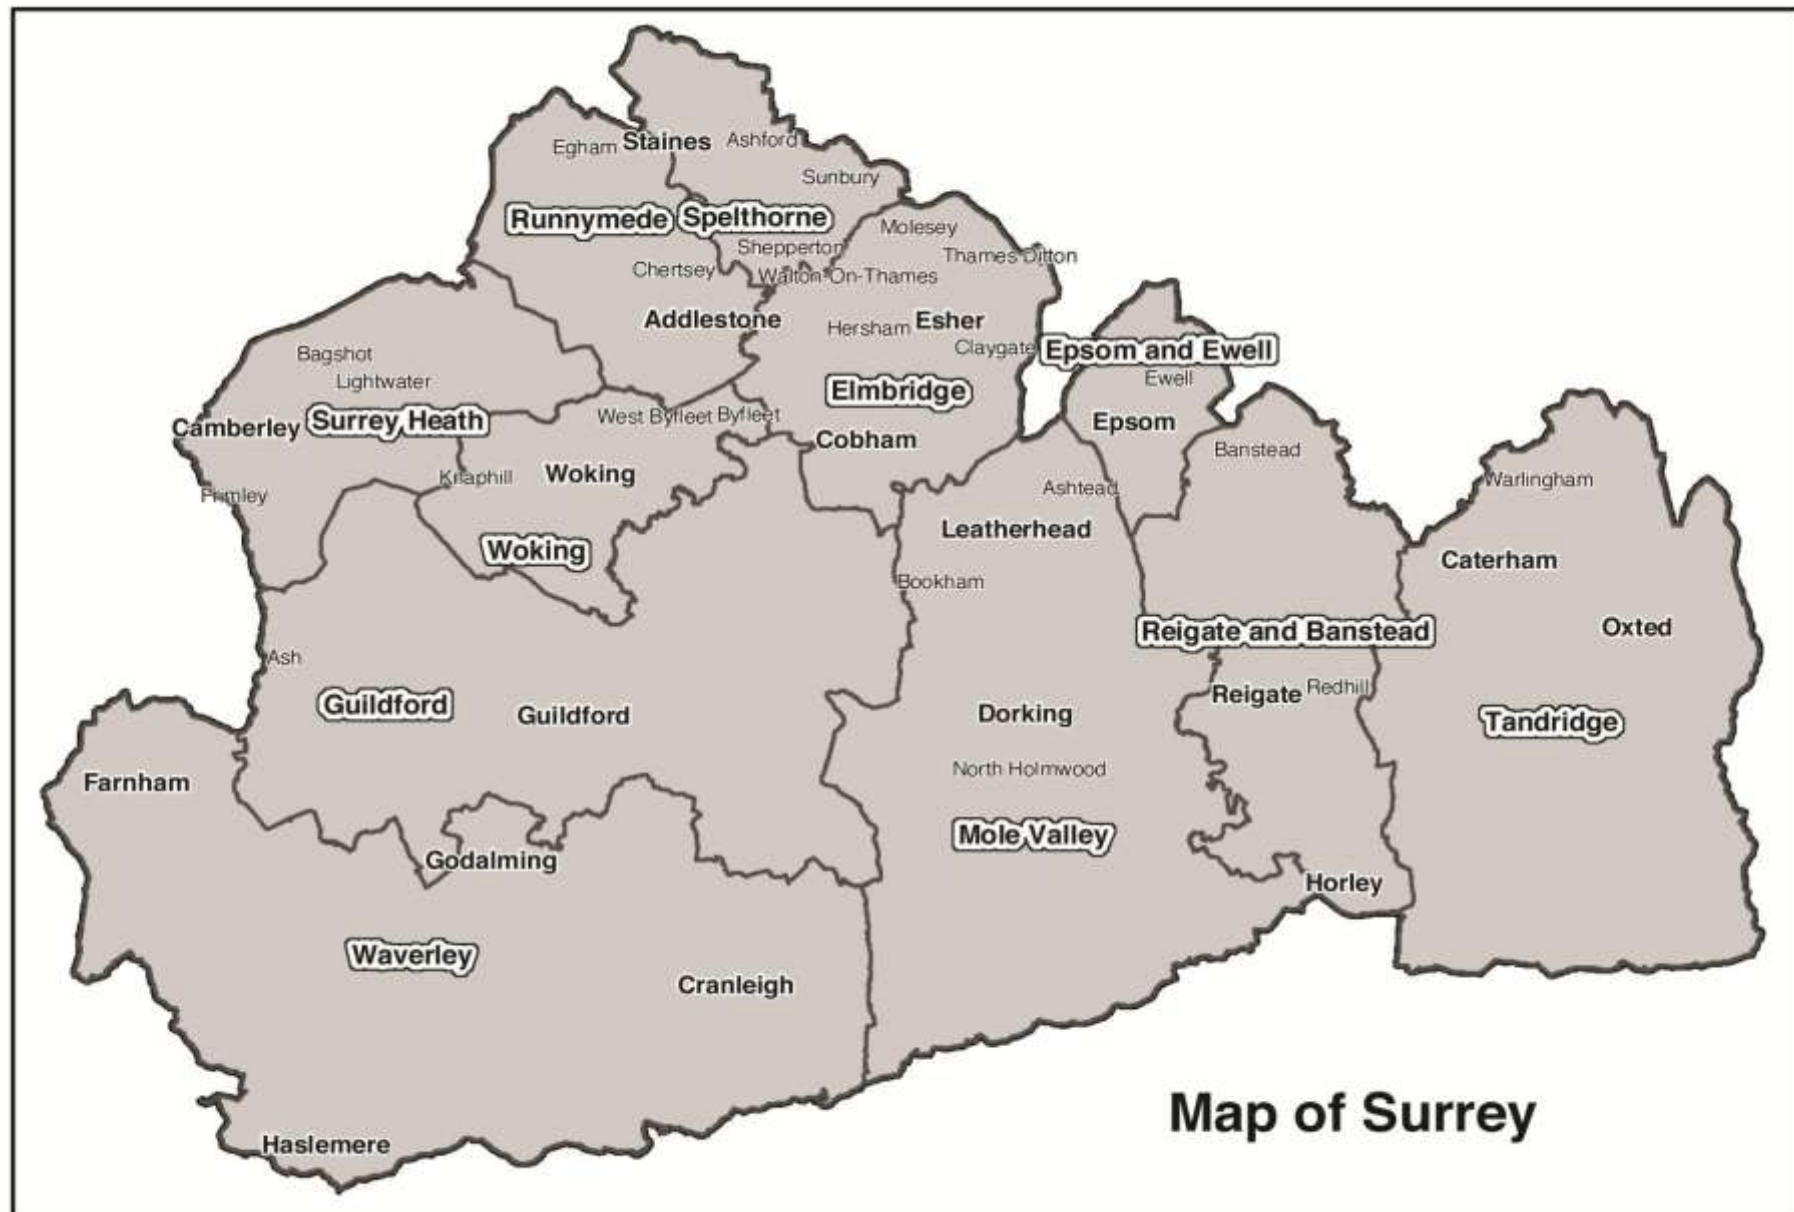 Egham
Staines
Ashford
Sunbury
Runnymede
Spelthorne
Molesey
Shepperton
Thames Ditton
Chertsey
Walton-On-Thames
Addlestone
Hersham
Esher
Claygate
Epsom and Ewell
Bagshot
Lightwater
Ewell
Elmbridge
Camberley
Surrey Heath
West Byfleet
Byfleet
Epsom
Cobham
Banstead
Knaphill
Woking
Warlingham
Frimley
Ashtead
Leatherhead
Woking
Caterham
Bookham
Oxted
Reigate and Banstead
Ash
Reigate
Redhill
Guildford
Guildford
Dorking
Tandridge
North Holmwood
Farnham
Mole Valley
Godalming
Horley
Waverley
Cranleigh
Map of Surrey
Haslemere